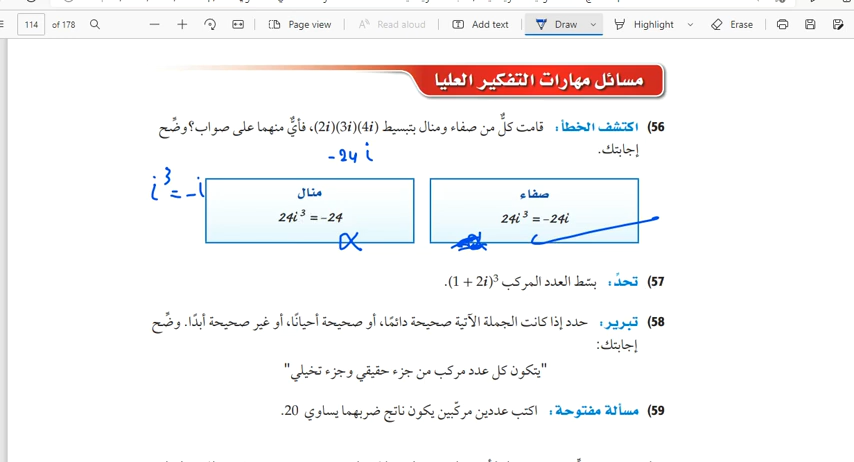 114 of 178
Page view
Read aloud
Add text
Draw
Highlight
Erase
مسائل مهارات التفكير العليا
56) اكتشف الخطأ: قامت كلٌّ من صفاء ومنال بتبسيط (2i)(3i)(4i)، فأيٌّ منهما على صواب؟ وضِّح
إجابتك.
-24 i
i³ = -i
صفاء
24i³ = -24i
منال
24i³ = -24
57) تحدٍّ: بسّط العدد المركب (1 + 2i)³.
58) تبرير: حدد إذا كانت الجملة الآتية صحيحة دائمًا، أو صحيحة أحيانًا، أو غير صحيحة أبدًا. وضِّح
إجابتك:
"يتكون كل عدد مركب من جزء حقيقي وجزء تخيلي"
59) مسألة مفتوحة: اكتب عددين مركّبين يكون ناتج ضربهما يساوي 20.